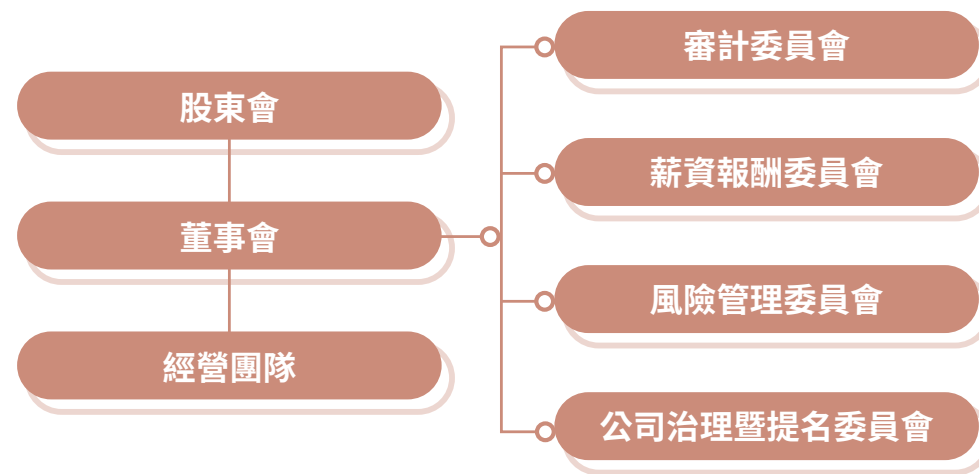 股東會
董事會
經營團隊
審計委員會
薪資報酬委員會
風險管理委員會
公司治理暨提名委員會